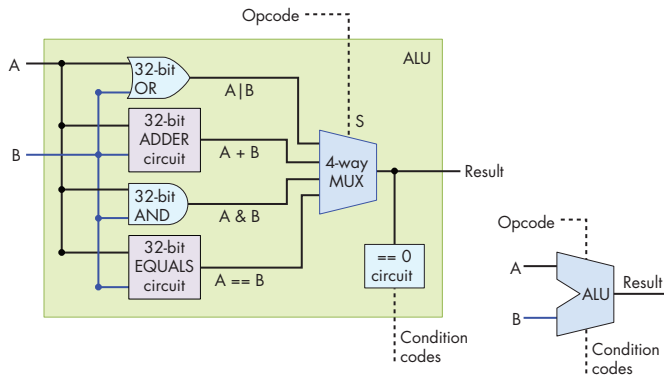 Opcode
A
32-bit
OR
A|B
ALU
32-bit
ADDER
circuit
A + B
S
B
4-way
MUX
Result
32-bit
AND
A & B
32-bit
EQUALS
circuit
A == B
== 0
circuit
Condition
codes
Opcode
A
ALU
Result
B
Condition
codes